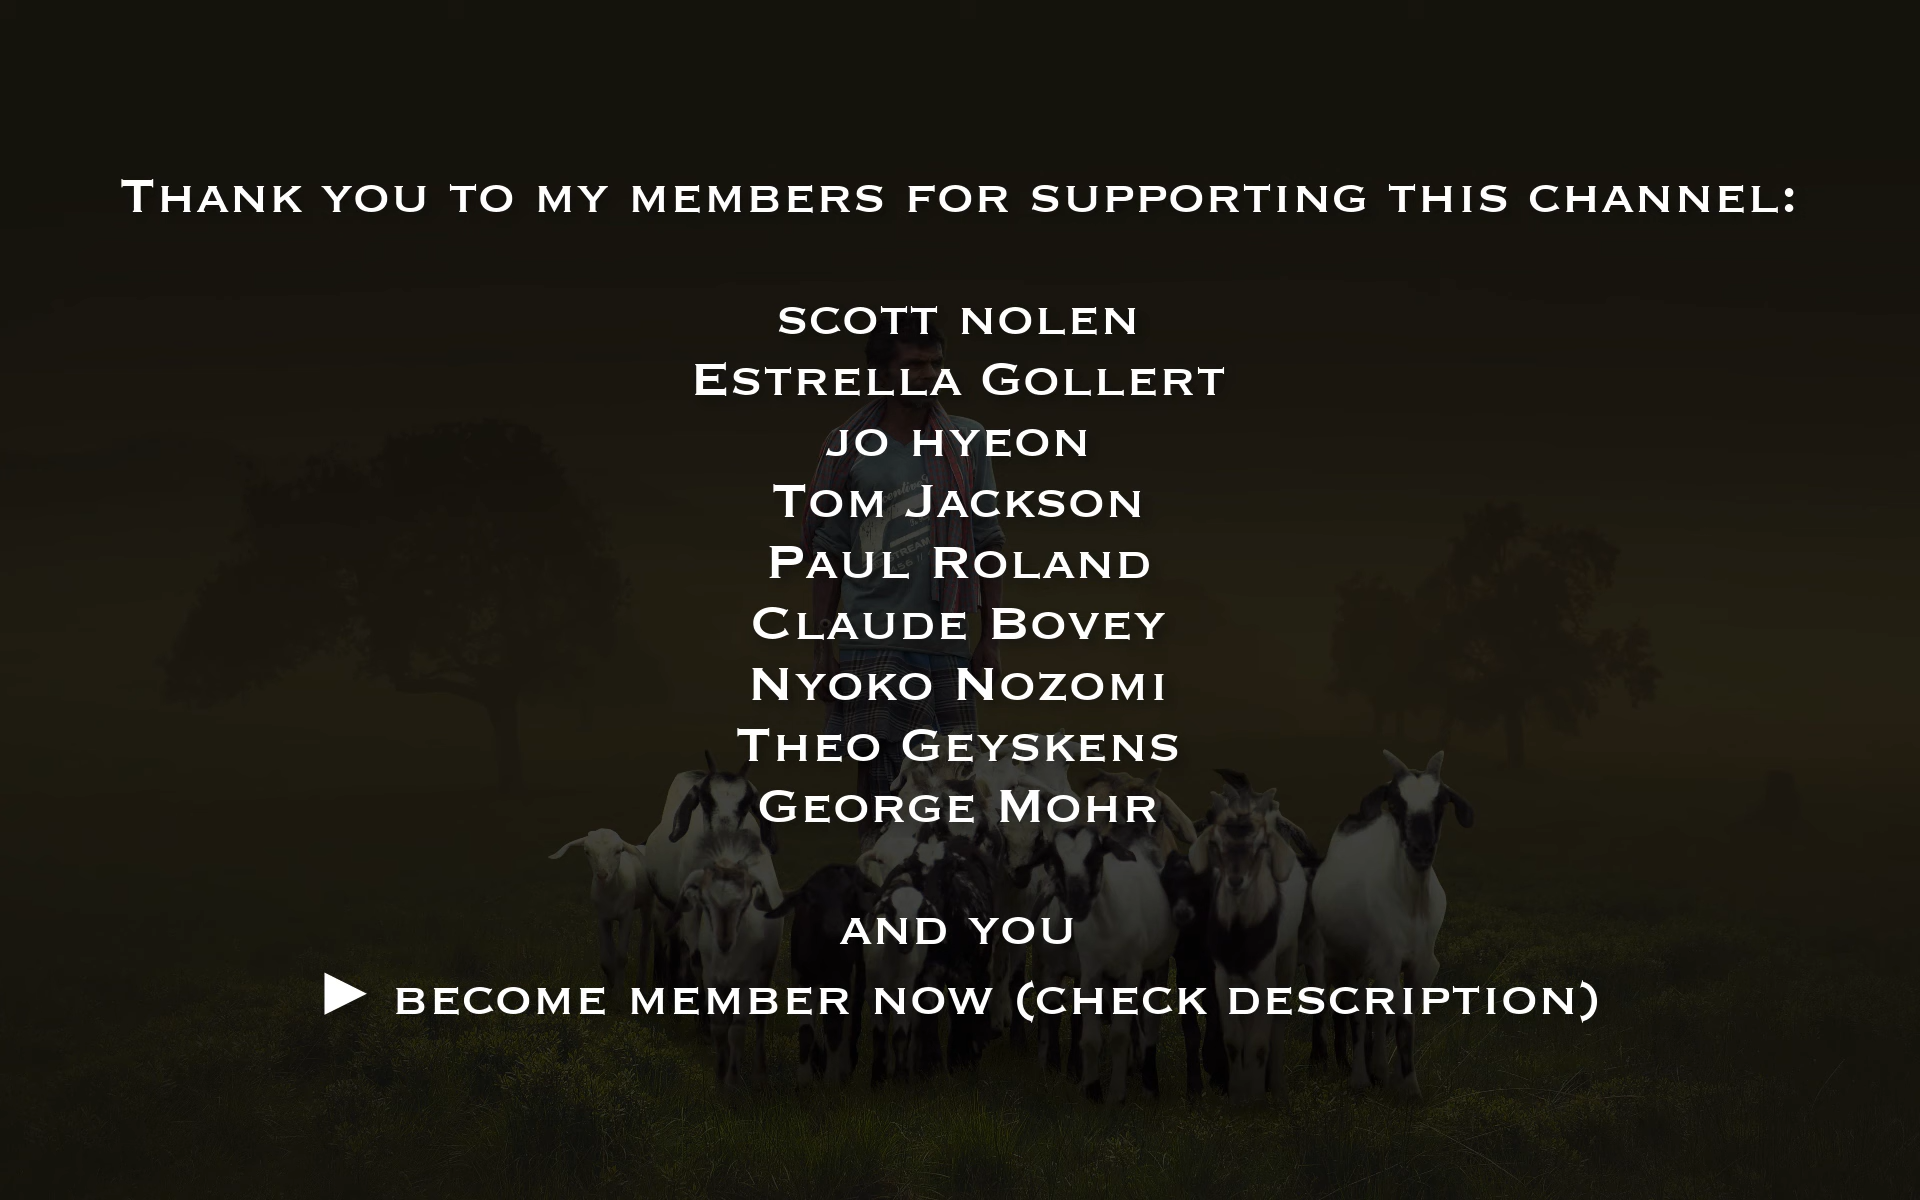 Thank you to my members for supporting this channel:
scott nolen
Estrella Gollert
jo hyeon
Tom Jackson
Paul Roland
Claude Bovey
Nyoko Nozomi
Theo Geyskens
George Mohr
and you
► become member now (check description)